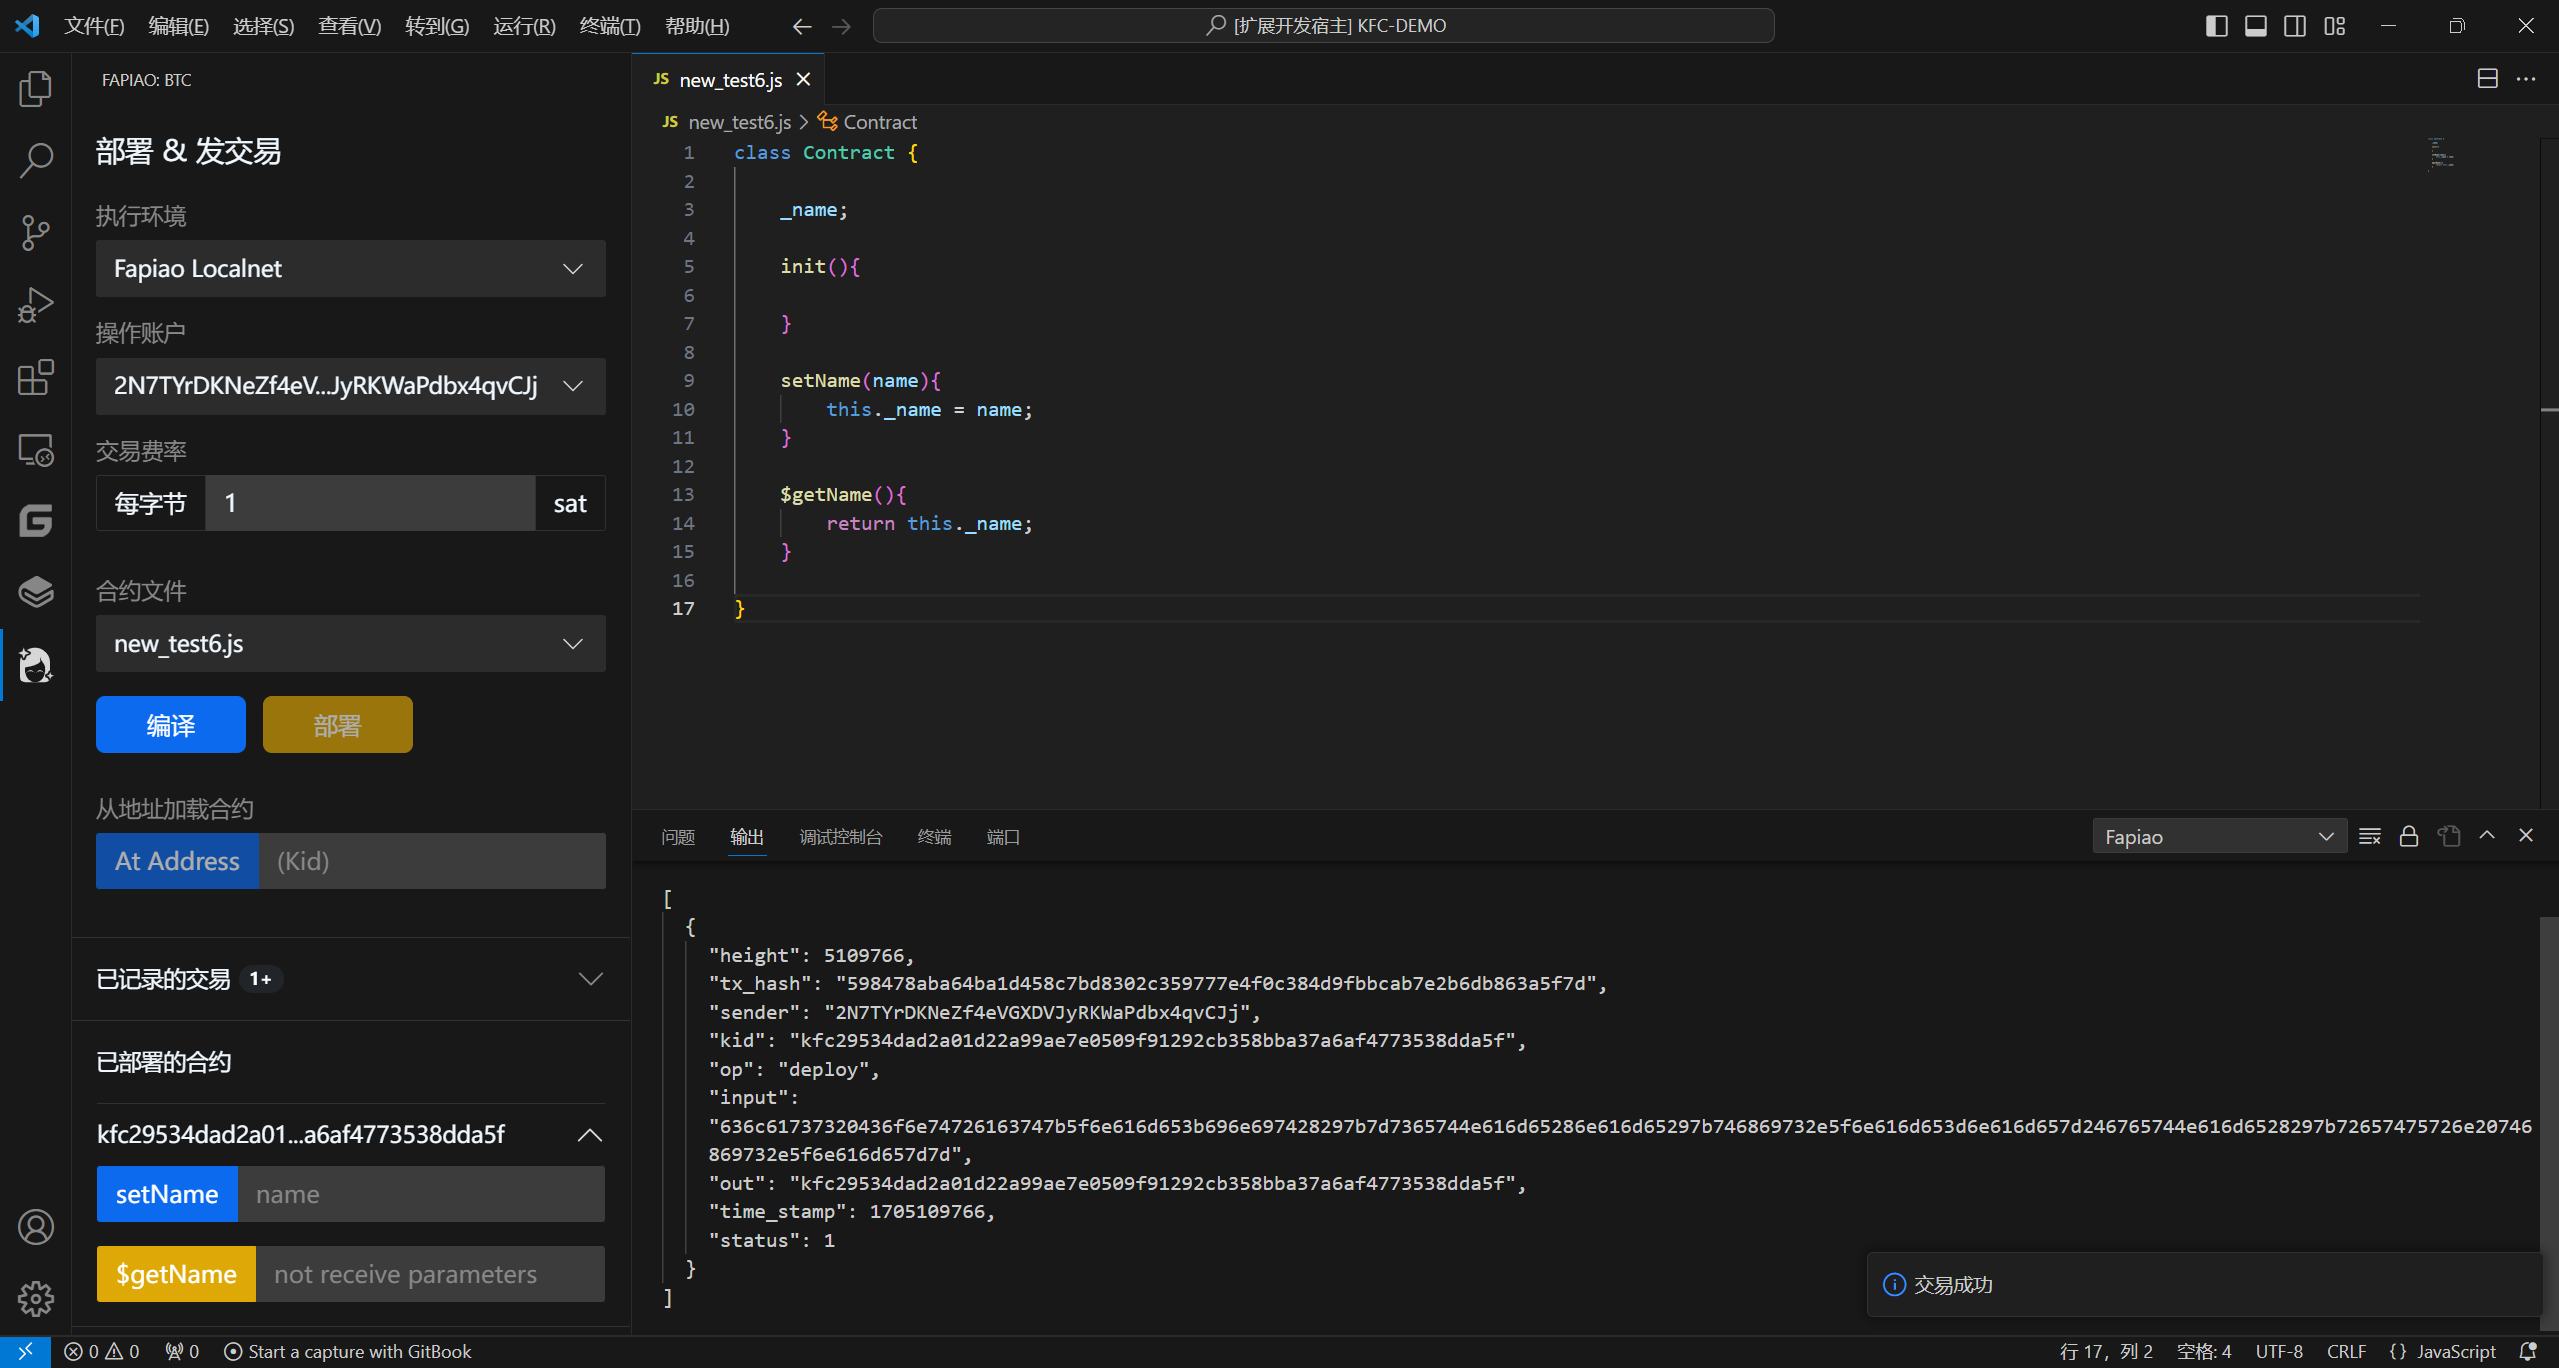 文件(F) 编辑(E) 选择(S) 查看(V) 转到(G) 运行(R) 终端(T) 帮助(H)
[扩展开发宿主] KFC-DEMO
FAPIAO: BTC
部署 & 发交易
执行环境
Fapiao Localnet
操作账户
2N7TYrDKNeZf4eV...JyRKWaPdbx4qvCJj
交易费率
每字节 1 sat
合约文件
new_test6.js
编译 部署
从地址加载合约
At Address (Kid)
已记录的交易 1+
已部署的合约
kfc29534dad2a01...a6af4773538dda5f
setName name
$getName not receive parameters
JS new_test6.js
JS new_test6.js > Contract
1 class Contract {
2
3 _name;
4
5 init(){
6
7 }
8
9 setName(name){
10 this._name = name;
11 }
12
13 $getName(){
14 return this._name;
15 }
16
17 }
问题 输出 调试控制台 终端 端口
Fapiao
[
{
"height": 5109766,
"tx_hash": "598478aba64ba1d458c7bd8302c359777e4f0c384d9fbbcab7e2b6db863a5f7d",
"sender": "2N7TYrDKNeZf4eVGXDVJyRKWaPdbx4qvCJj",
"kid": "kfc29534dad2a01d22a99ae7e0509f91292cb358bba37a6af4773538dda5f",
"op": "deploy",
"input":
"636c61737320436f6e74726163747b5f6e616d653b696e697428297b7d7365744e616d65286e616d65297b746869732e5f6e616d653d6e616d657d246765744e616d6528297b72657475726e20746
869732e5f6e616d657d7d",
"out": "kfc29534dad2a01d22a99ae7e0509f91292cb358bba37a6af4773538dda5f",
"time_stamp": 1705109766,
"status": 1
}
]
交易成功
0 0 0 Start a capture with GitBook
行 17，列 2 空格: 4 UTF-8 CRLF {} JavaScript